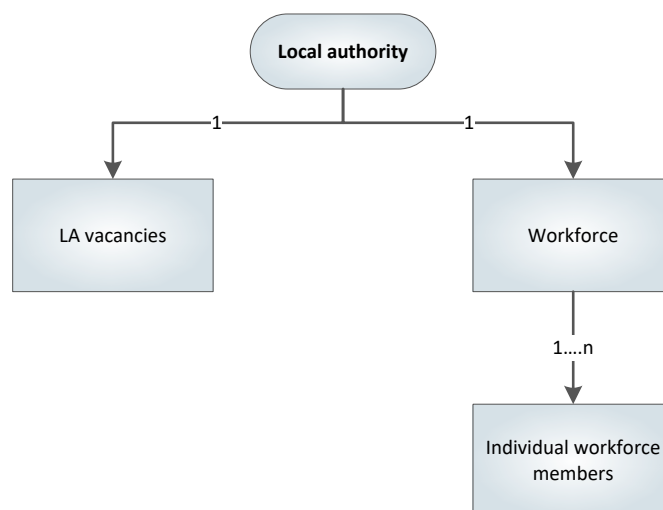 Local authority
1
1
LA vacancies
Workforce
1....n
Individual workforce
members